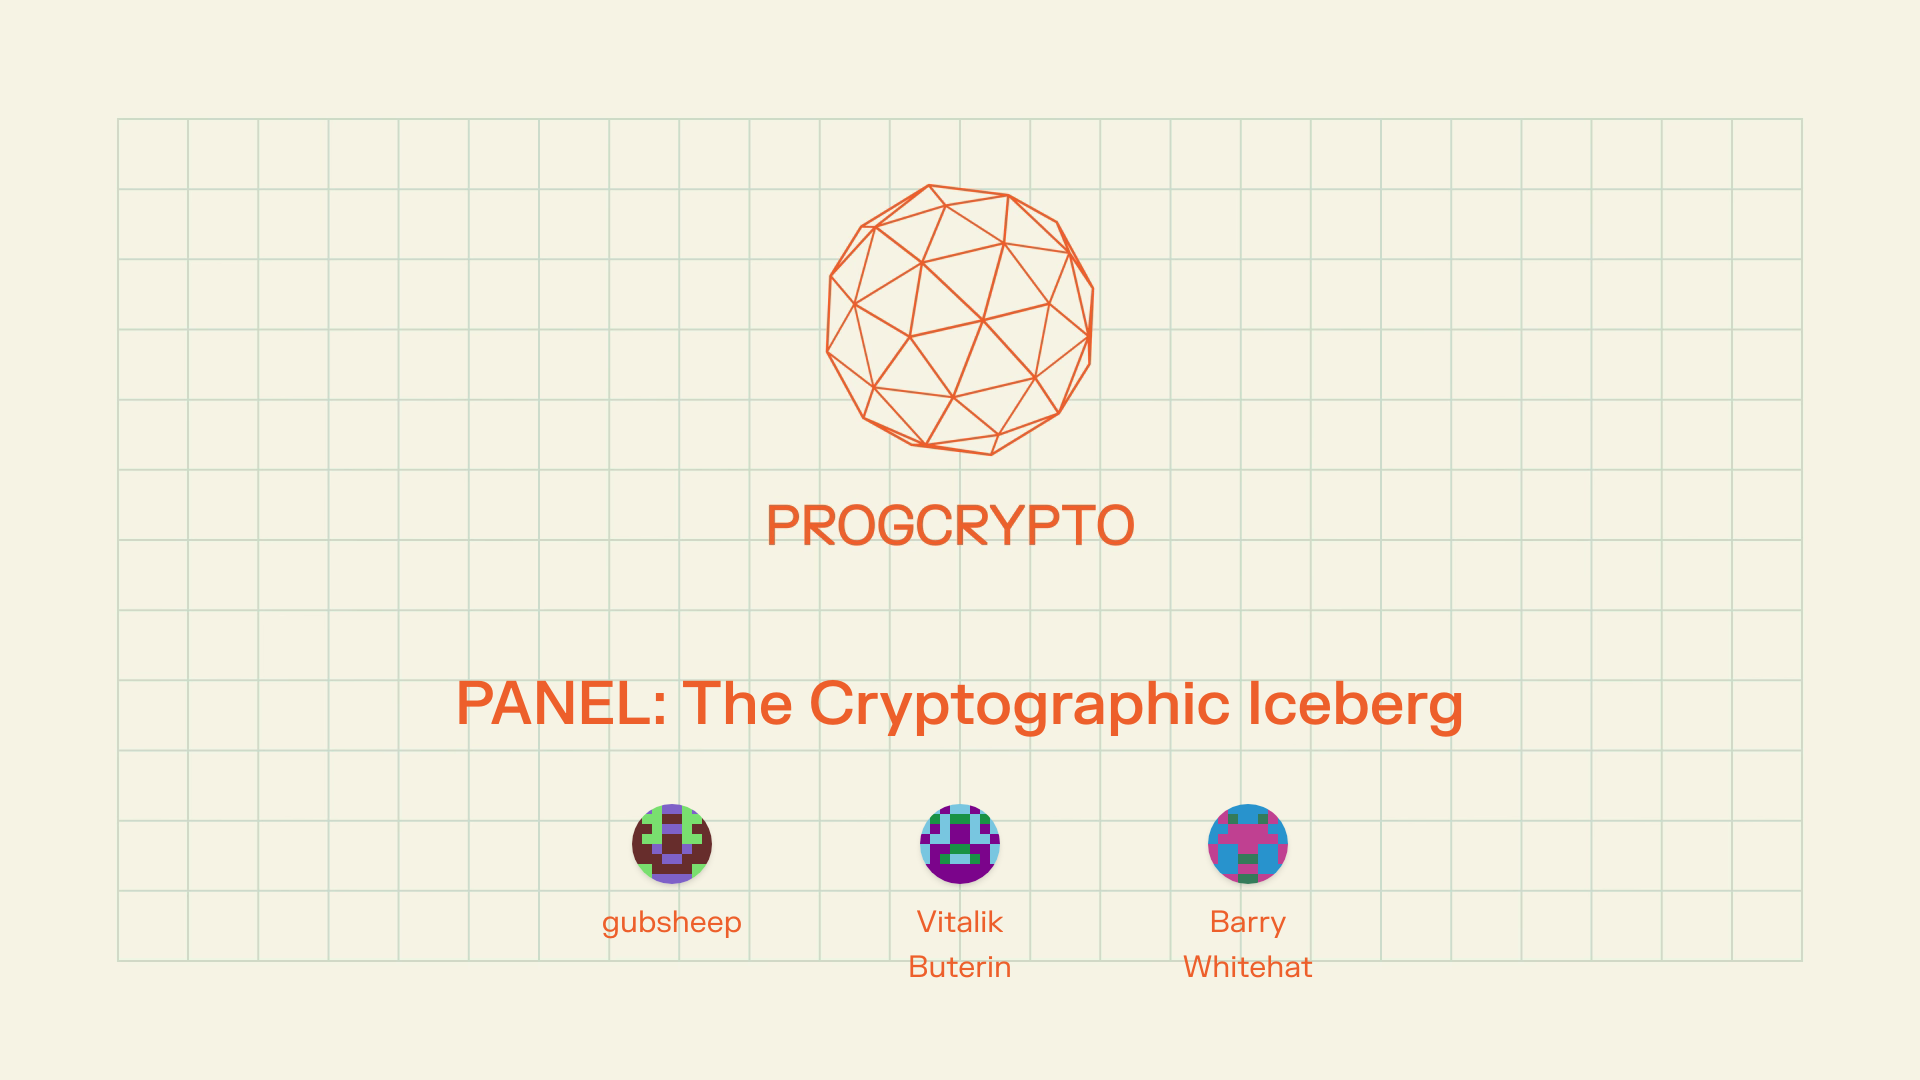 PROGCRYPTO
PANEL: The Cryptographic Iceberg
gubsheep
Vitalik
Buterin
Barry
Whitehat